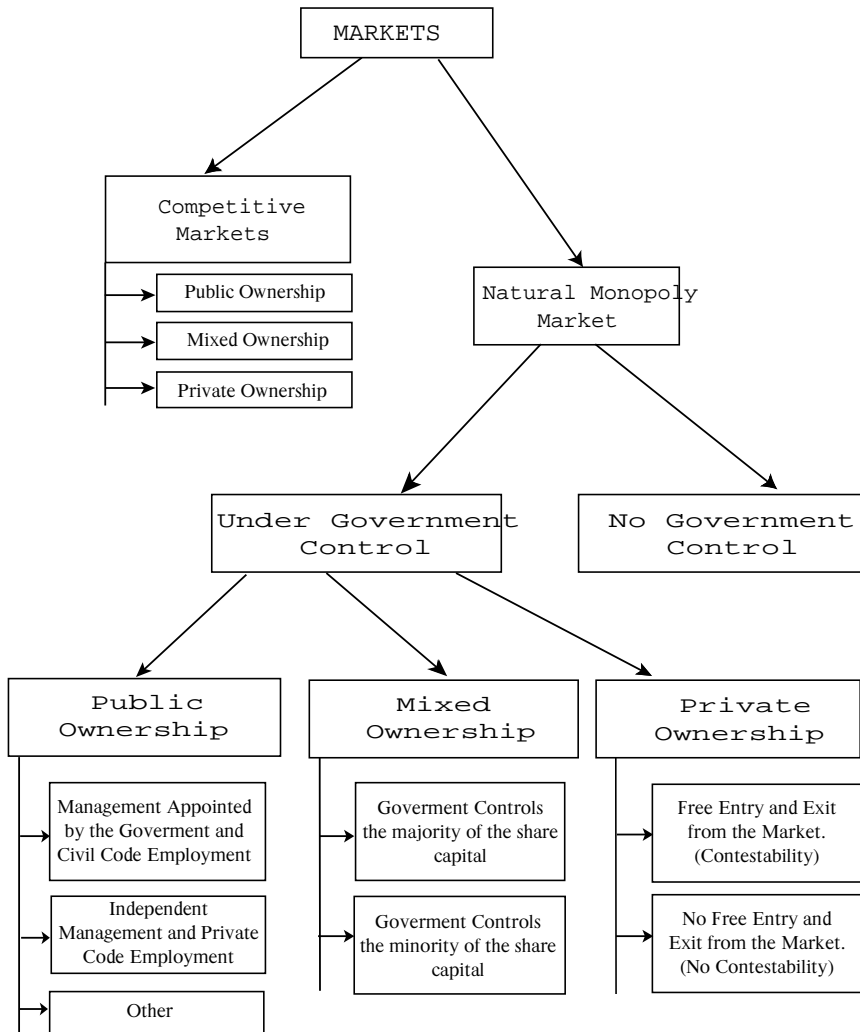 MARKETS
Competitive
Markets
Public Ownership
Mixed Ownership
Private Ownership
Natural Monopoly
Market
Under Government
Control
No Government
Control
Public
Ownership
Management Appointed
by the Goverment and
Civil Code Employment
Independent
Management and Private
Code Employment
Other
Mixed
Ownership
Goverment Controls
the majority of the share
capital
Goverment Controls
the minority of the share
capital
Private
Ownership
Free Entry and Exit
from the Market.
(Contestability)
No Free Entry and
Exit from the Market.
(No Contestability)